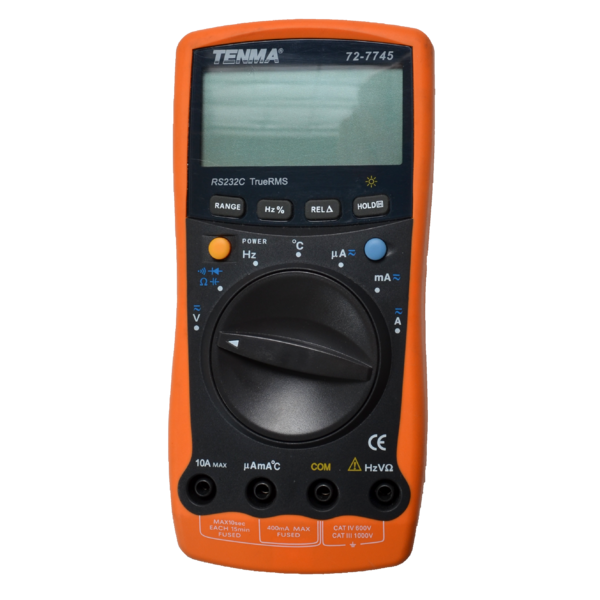 TENMA® 72-7745
RS232C TrueRMS
RANGE Hz% RELΔ HOLD
POWER
Hz °C µA≂ mA≂
Ω
V≂ A≂
CE
10A MAX µAmA°C COM HzVΩ
MAX10sec
EACH 15min
FUSED
400mA MAX
FUSED
CAT IV 600V
CAT III 1000V